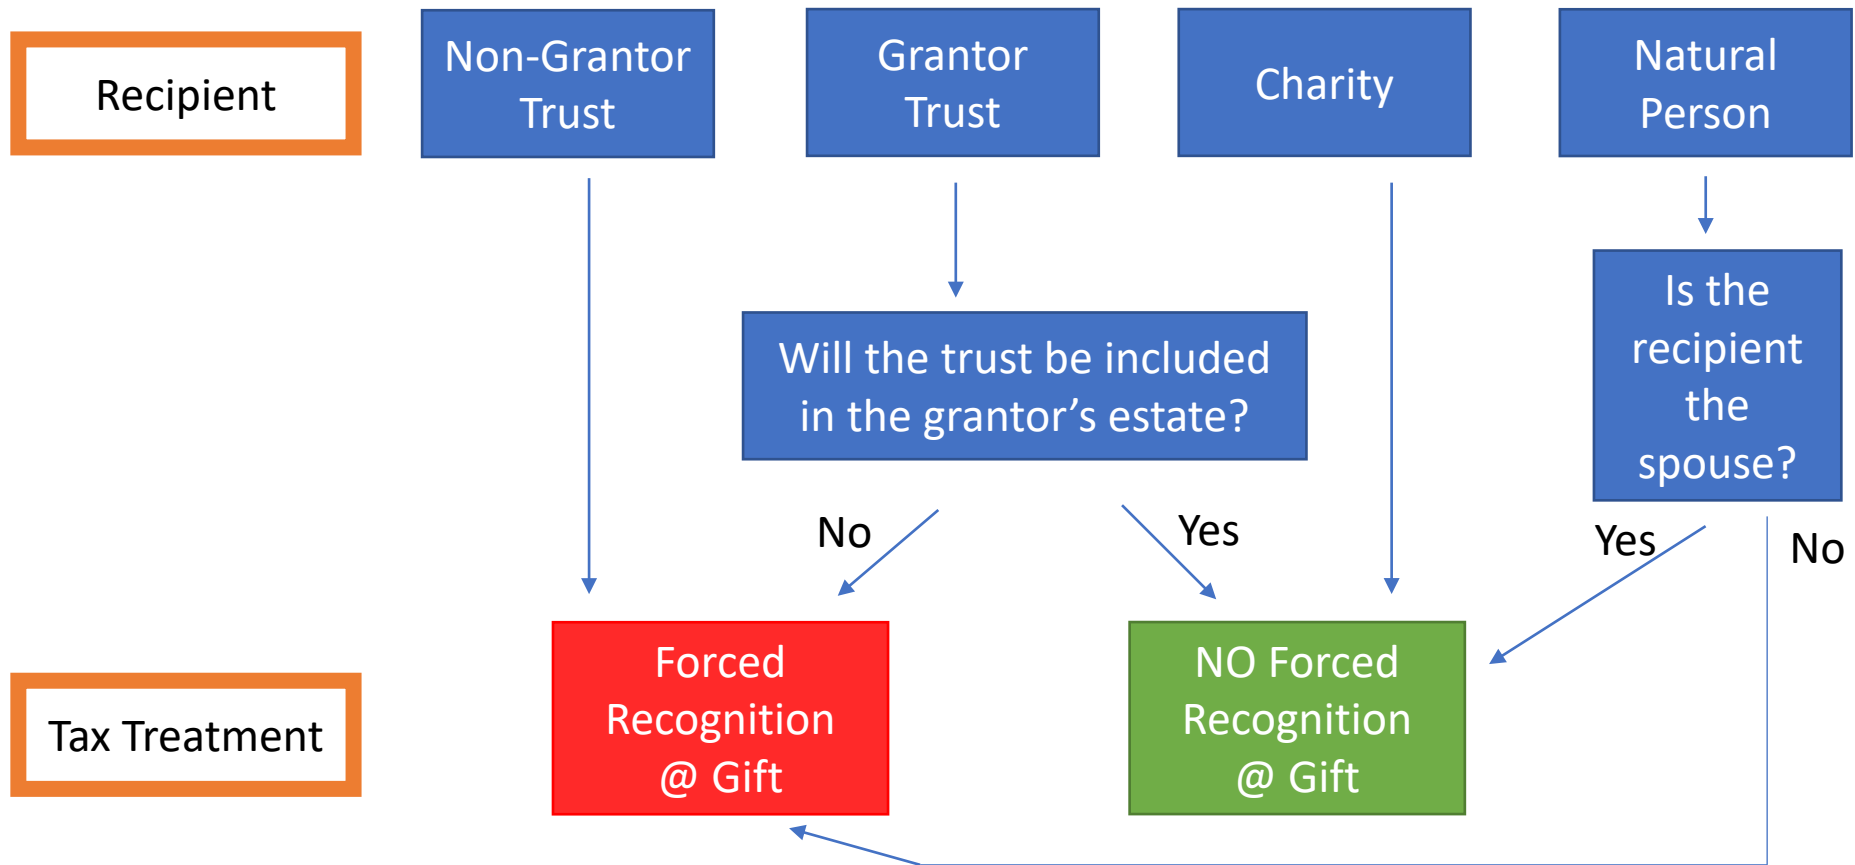 Recipient
Non-Grantor
Trust
Grantor
Trust
Charity
Natural
Person
Will the trust be included
in the grantor’s estate?
Is the
recipient
the
spouse?
No
Yes
Yes
No
Tax Treatment
Forced
Recognition
@ Gift
NO Forced
Recognition
@ Gift